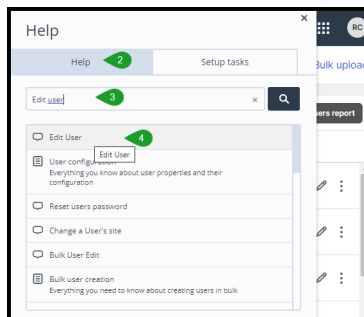 Help
×
RC
Help 2
Setup tasks
Bulk upload
Edit user 3 ×
ers report
Edit User 4
Edit User
User configuration
Everything you know about user properties and their
configuration
Reset users password
Change a User's site
Bulk User Edit
Bulk user creation
Everything you need to know about creating users in bulk